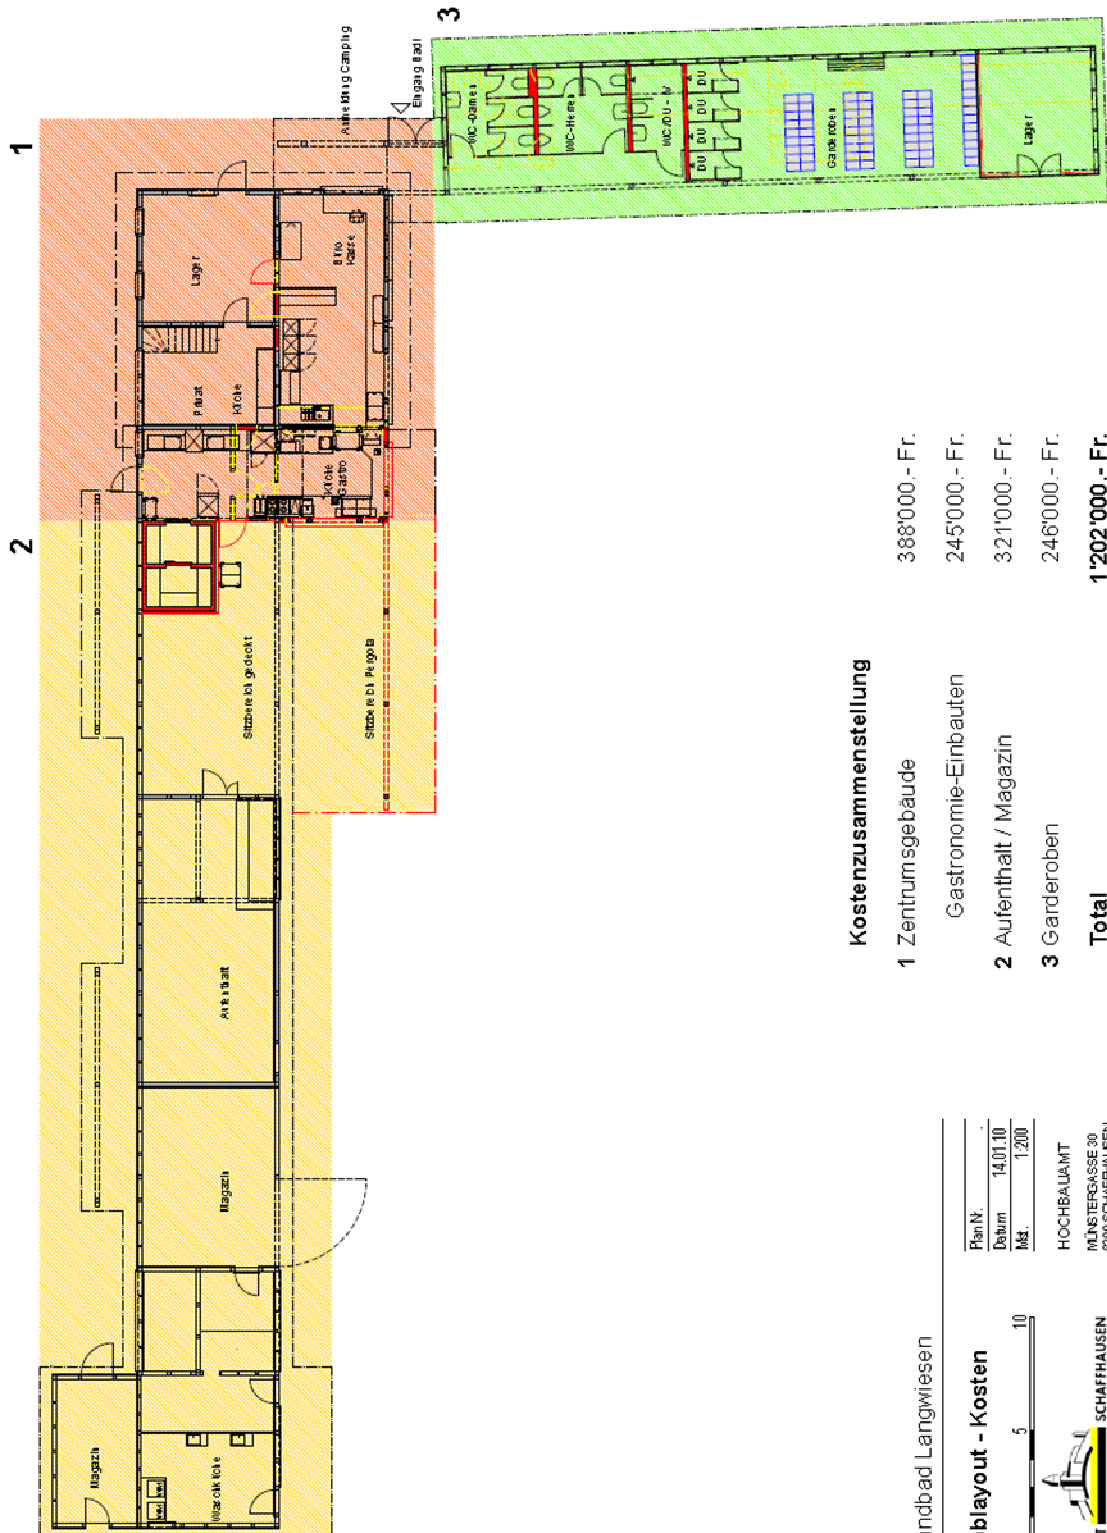 1
2
3
Anmeldung Camping
Eingang Badi
WC-Damen
WC-Herren
WC/DU - IV
DU
DU
DU
DU
Garderoben
Lager
Lager
Büro
Kasse
Privat
Küche
Küche
Gastro
Sitzbereich gedeckt
Sitzbereich Pergola
Aufenthalt
Magazin
Magazin
Waschküche
WM
WM
Kostenzusammenstellung
1 Zentrumsgebäude 388'000.- Fr.
Gastronomie-Einbauten 245'000.- Fr.
2 Aufenthalt / Magazin 321'000.- Fr.
3 Garderoben 246'000.- Fr.
Total 1'202'000.- Fr.
ndbad Langwiesen
blayout - Kosten
5 10
Plan Nr.
Datum 14.01.10
Mst. 1:200
HOCHBAUAMT
MÜNSTERGASSE 30
SCHAFFHAUSEN